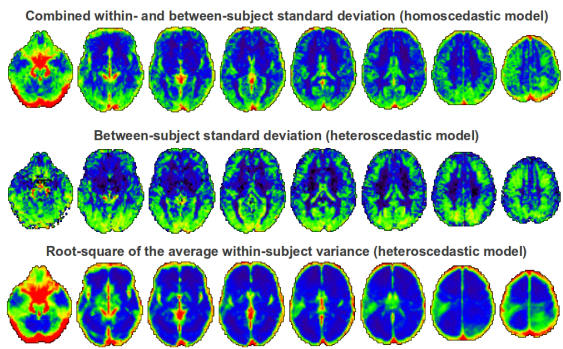 Combined within- and between-subject standard deviation (homoscedastic model)
Between-subject standard deviation (heteroscedastic model)
Root-square of the average within-subject variance (heteroscedastic model)